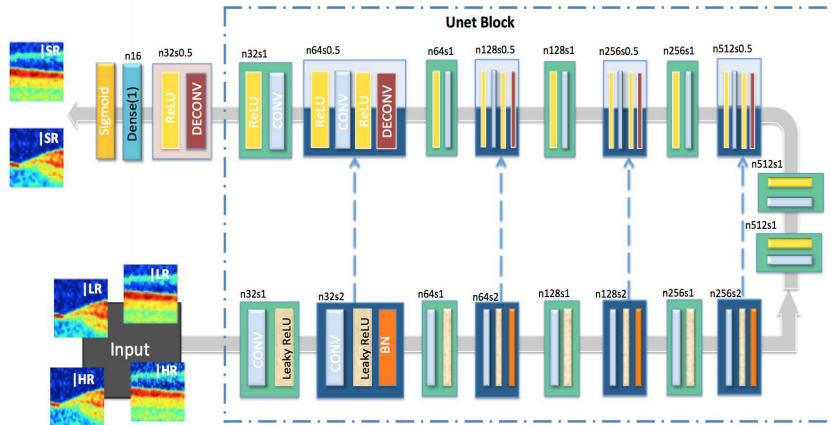 Unet Block
|SR
n16
n32s0.5
n32s1
n64s0.5
n64s1
n128s0.5
n128s1
n256s0.5
n256s1
n512s0.5
Sigmoid
Dense(1)
ReLU
DECONV
ReLU
CONV
ReLU
CONV
ReLU
DECONV
|SR
n512s1
n512s1
|LR
|LR
Input
|HR
|HR
n32s1
n32s2
n64s1
n64s2
n128s1
n128s2
n256s1
n256s2
CONV
Leaky ReLU
CONV
Leaky ReLU
BN